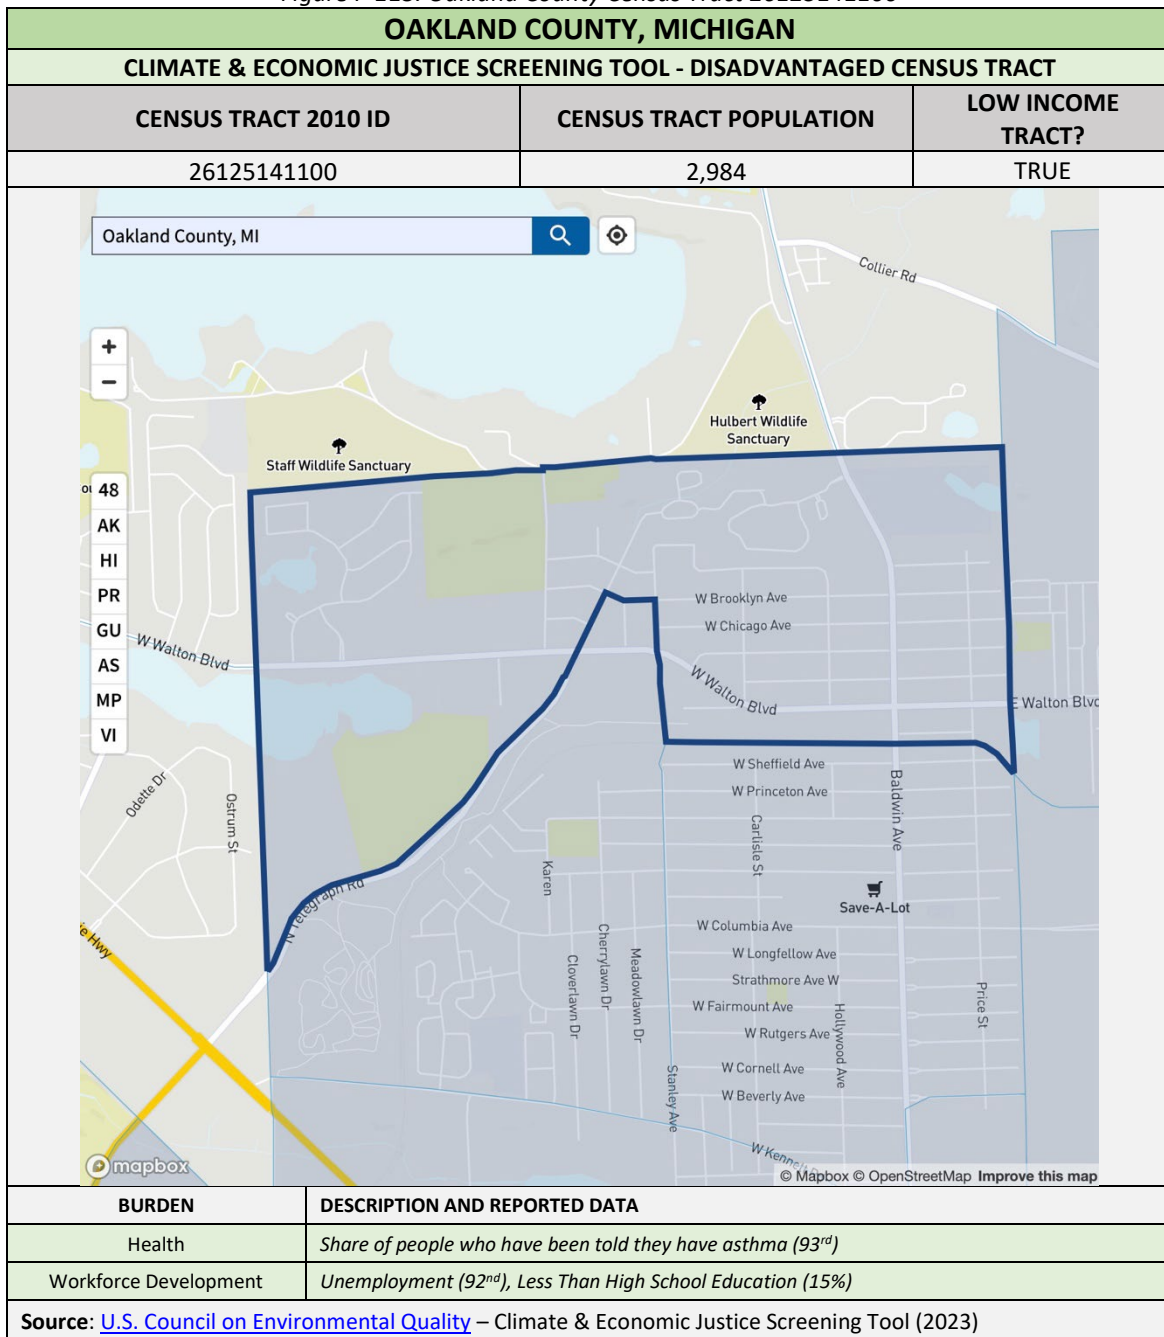 OAKLAND COUNTY, MICHIGAN
CLIMATE & ECONOMIC JUSTICE SCREENING TOOL - DISADVANTAGED CENSUS TRACT
CENSUS TRACT 2010 ID
CENSUS TRACT POPULATION
LOW INCOME
TRACT?
26125141100
2,984
TRUE
Oakland County, MI
Collier Rd
+
−
Hulbert Wildlife
Sanctuary
Staff Wildlife Sanctuary
48
AK
HI
PR
GU
AS
MP
VI
W Brooklyn Ave
W Chicago Ave
W Walton Blvd
W Walton Blvd
E Walton Blvd
W Sheffield Ave
W Princeton Ave
Odette Dr
Ostrum St
Carlisle St
Baldwin Ave
Karen
Save-A-Lot
N Telegraph Rd
Cloverlawn Dr
Cherrylawn Dr
Meadowlawn Dr
W Columbia Ave
W Longfellow Ave
Strathmore Ave W
W Fairmount Ave
W Rutgers Ave
Hollywood Ave
Price St
W Cornell Ave
W Beverly Ave
Stanley Ave
Hwy
mapbox
© Mapbox © OpenStreetMap Improve this map
BURDEN
DESCRIPTION AND REPORTED DATA
Health
Share of people who have been told they have asthma (93rd)
Workforce Development
Unemployment (92nd), Less Than High School Education (15%)
Source: U.S. Council on Environmental Quality – Climate & Economic Justice Screening Tool (2023)